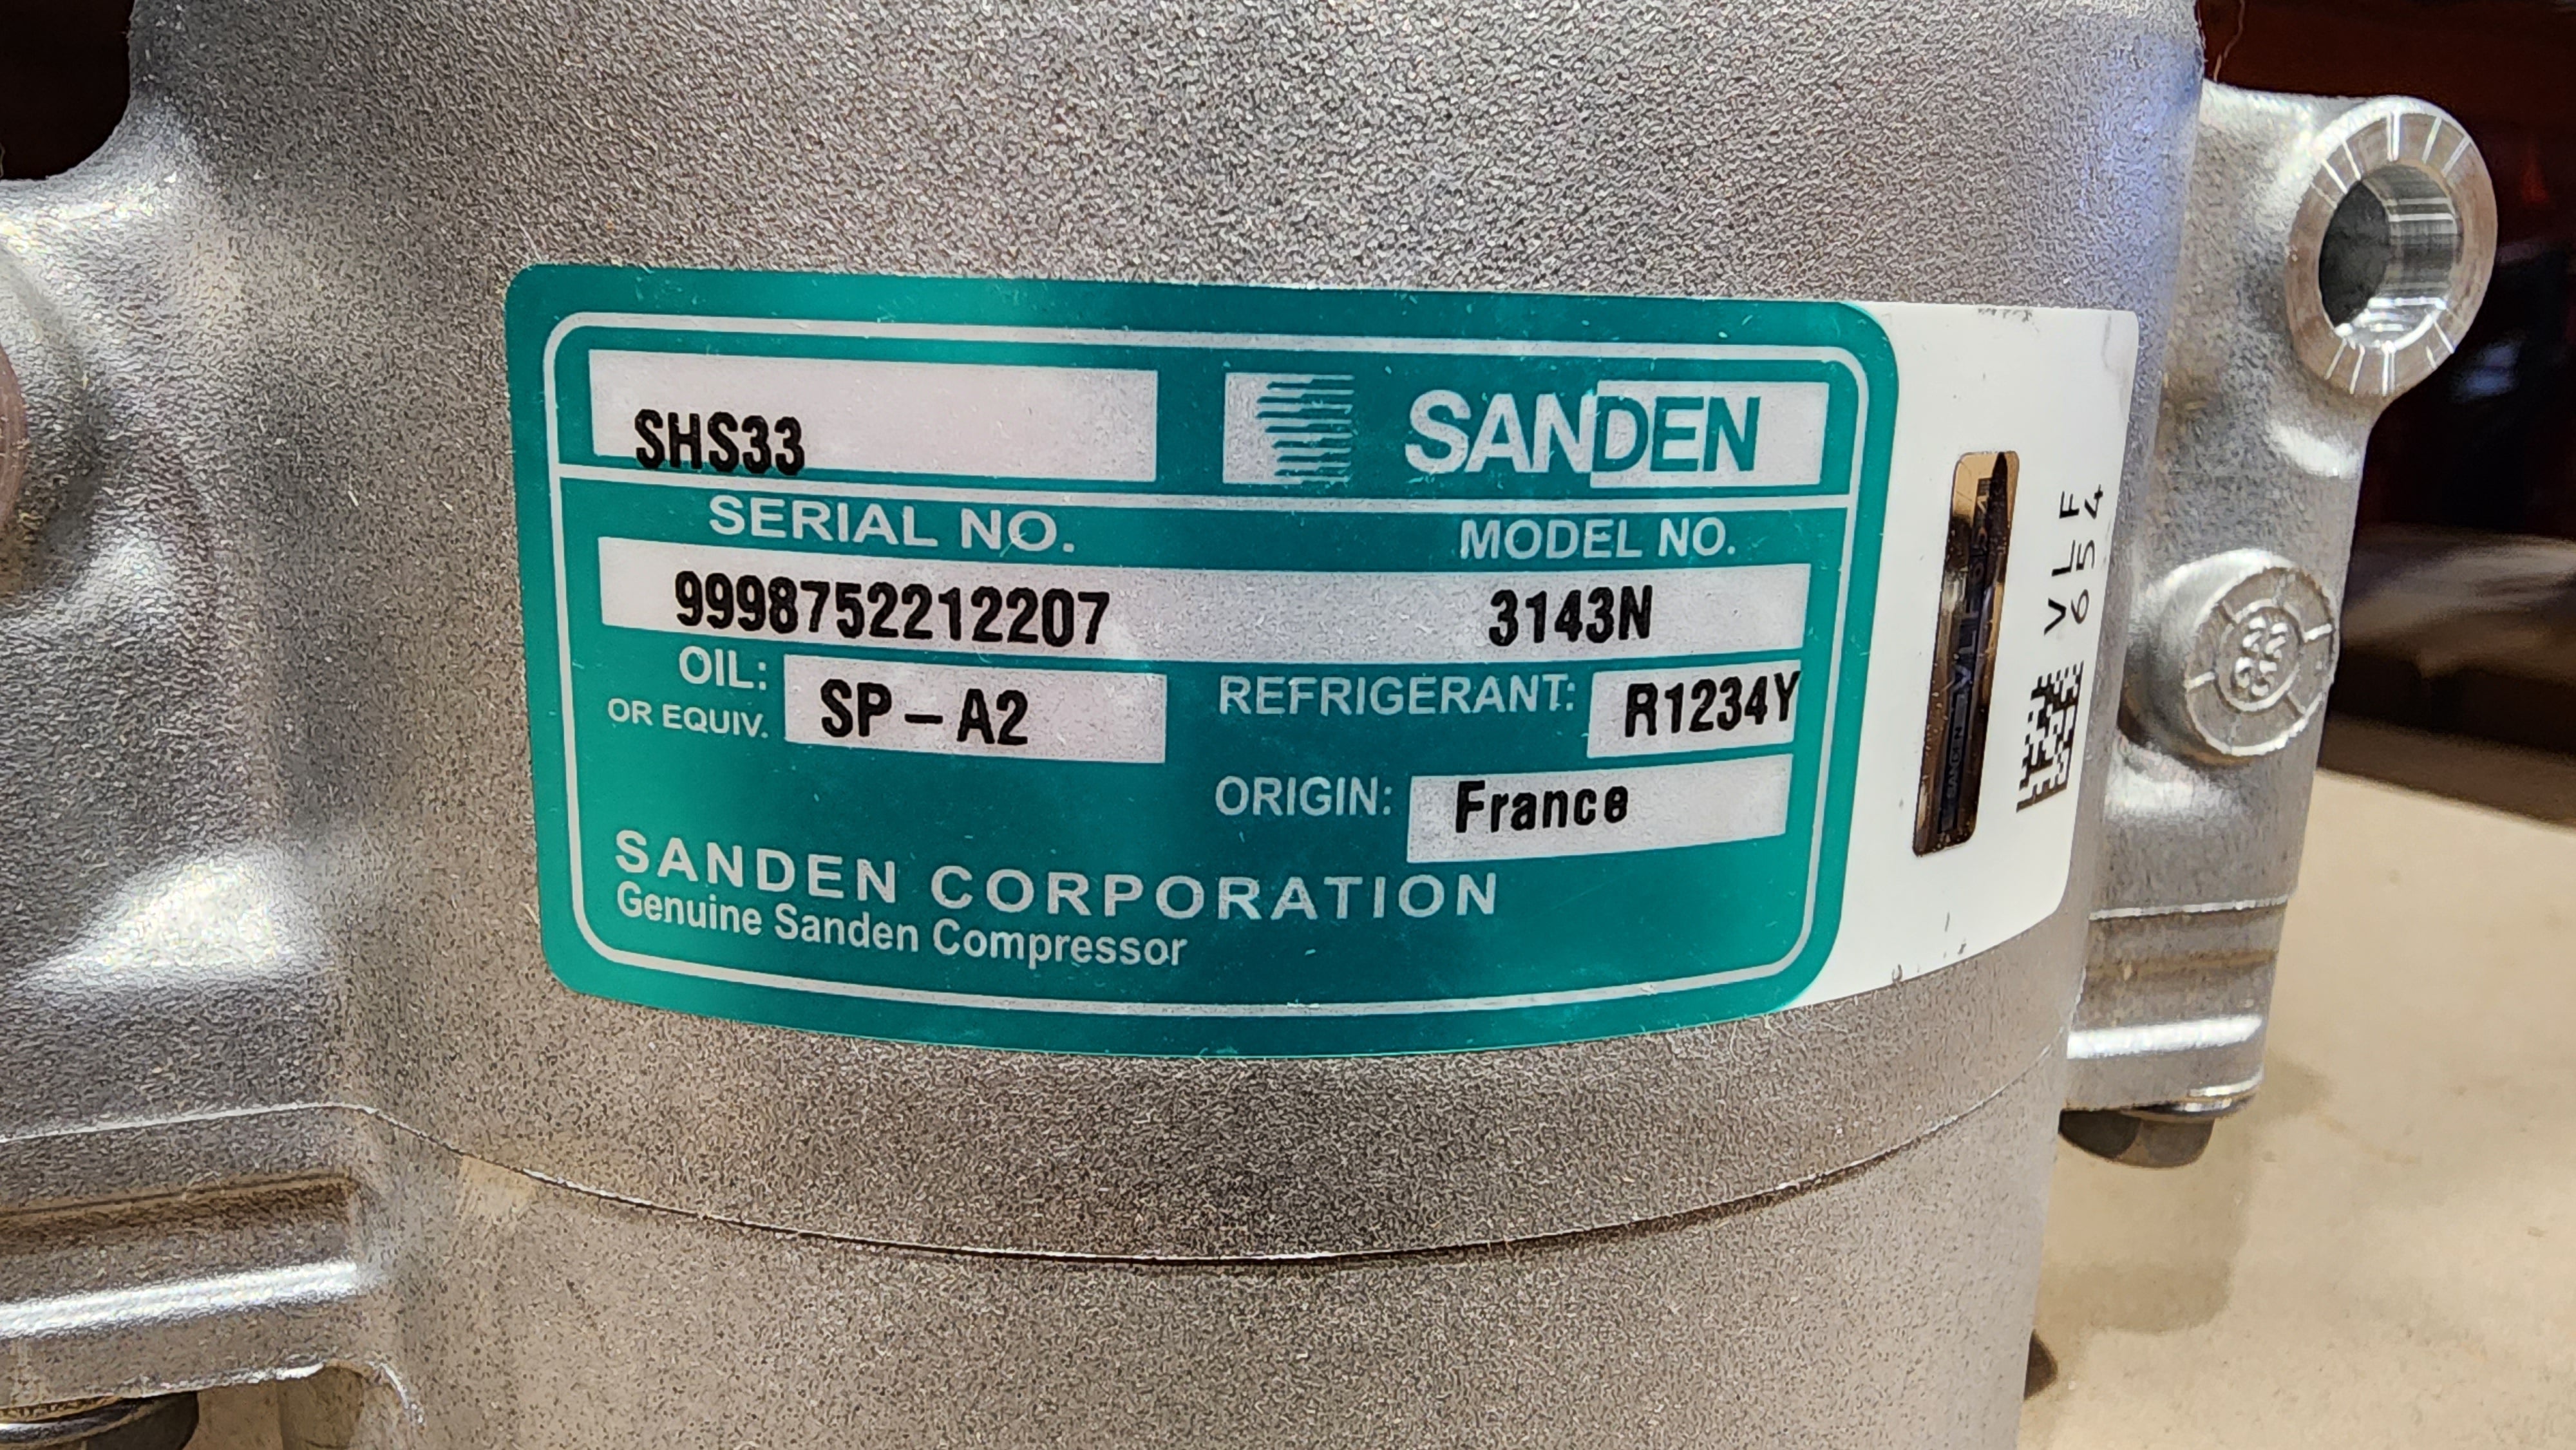 SHS33
SANDEN
SERIAL NO.
MODEL NO.
9998752212207
3143N
OIL:
OR EQUIV.
SP-A2
REFRIGERANT:
R1234Y
ORIGIN:
France
SANDEN CORPORATION
Genuine Sanden Compressor
VLF
654